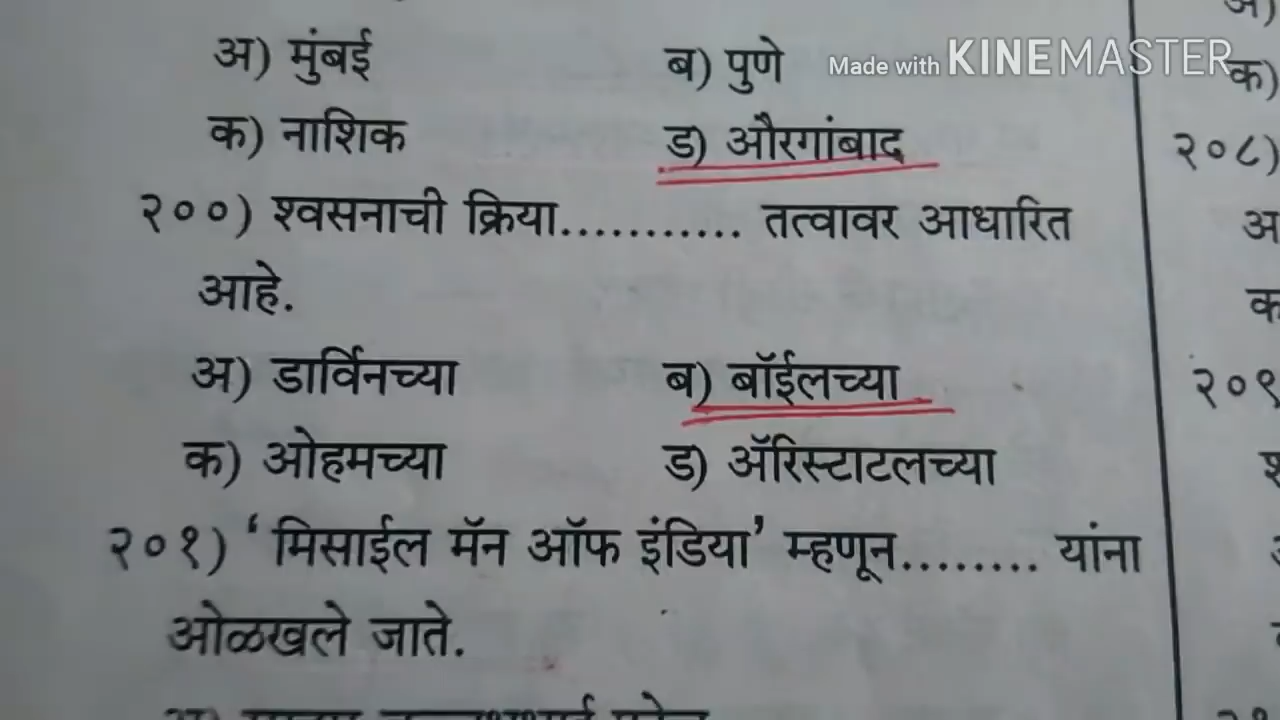 अ) मुंबई ब) पुणे
Made with KINEMASTER
क) नाशिक ड) औरगांबाद
२००) श्वसनाची क्रिया........... तत्वावर आधारित
आहे.
अ) डार्विनच्या ब) बॉईलच्या
क) ओहमच्या ड) ॲरिस्टाटलच्या
२०१) ‘मिसाईल मॅन ऑफ इंडिया’ म्हणून........ यांना
ओळखले जाते.
क)
२०८)
अ
क
२०९